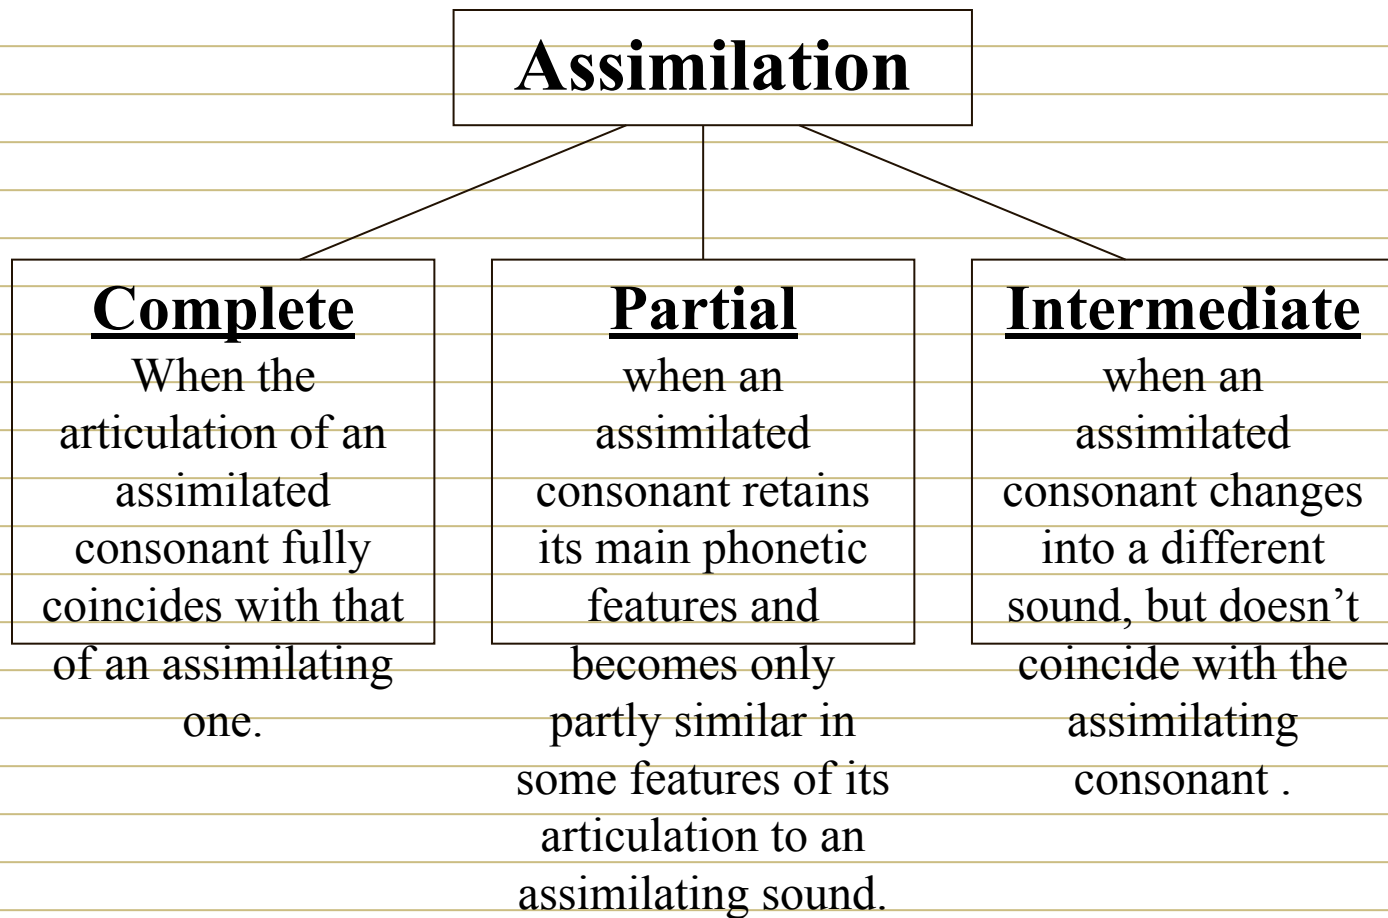 Assimilation
Complete
When the
articulation of an
assimilated
consonant fully
coincides with that
of an assimilating
one.
Partial
when an
assimilated
consonant retains
its main phonetic
features and
becomes only
partly similar in
some features of its
articulation to an
assimilating sound.
Intermediate
when an
assimilated
consonant changes
into a different
sound, but doesn’t
coincide with the
assimilating
consonant .